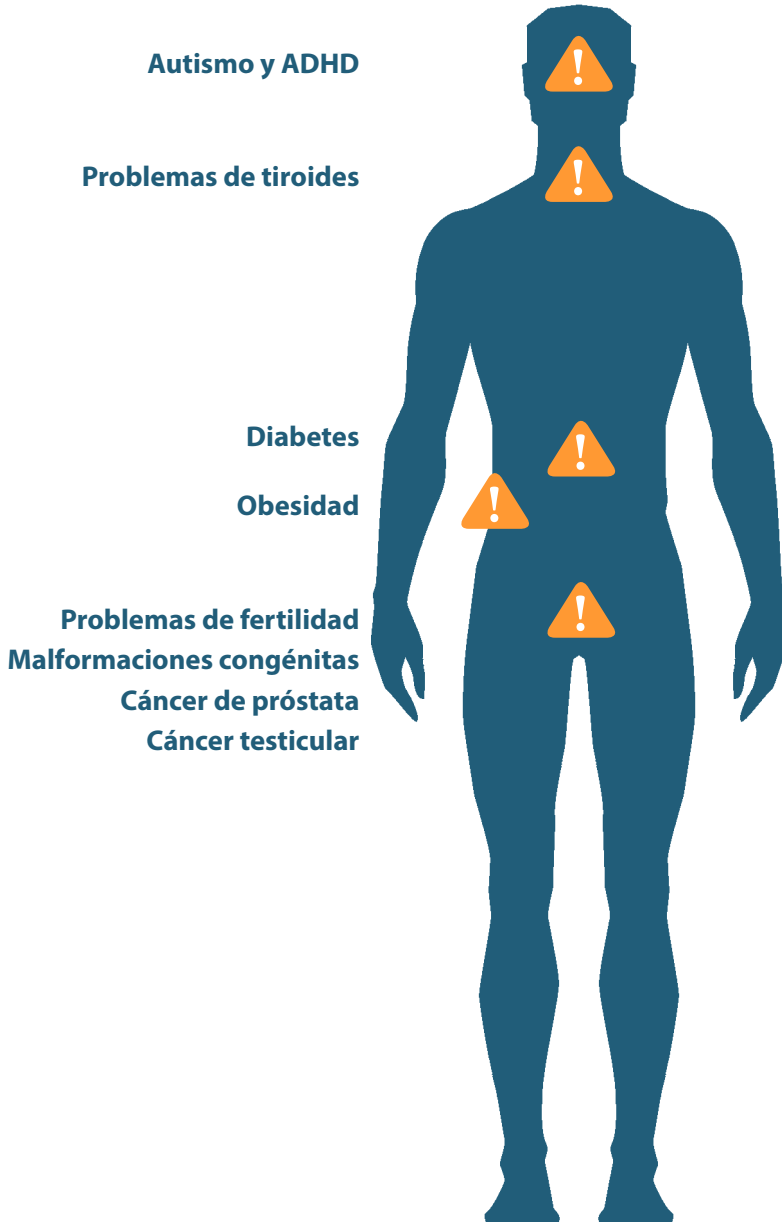 Autismo y ADHD
Problemas de tiroides
Diabetes
Obesidad
Problemas de fertilidad
Malformaciones congénitas
Cáncer de próstata
Cáncer testicular